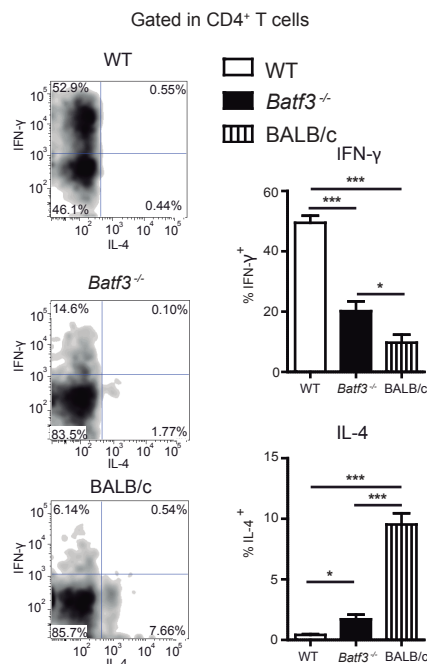 Gated in CD4⁺ T cells
WT
52.9% 0.55%
46.1% 0.44%
IFN-γ
10⁵
10⁴
10³
10²
10² 10³ 10⁴ 10⁵
IL-4
Batf3⁻/⁻
14.6% 0.10%
83.5% 1.77%
IFN-γ
10⁵
10⁴
10³
10²
10² 10³ 10⁴ 10⁵
IL-4
BALB/c
6.14% 0.54%
85.7% 7.66%
IFN-γ
10⁵
10⁴
10³
10²
10² 10³ 10⁴ 10⁵
IL-4
WT
Batf3⁻/⁻
BALB/c
IFN-γ
***
***
*
% IFN-γ⁺
60
40
20
0
WT Batf3⁻/⁻ BALB/c
IL-4
***
***
*
% IL-4⁺
15
10
5
0
WT Batf3⁻/⁻ BALB/c